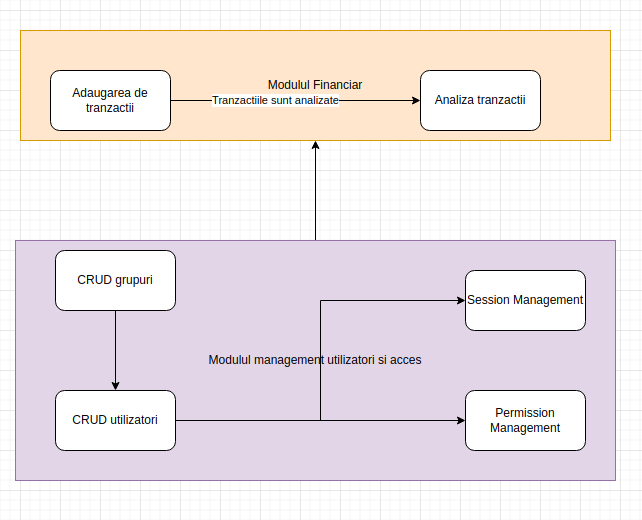 Modulul Financiar
Adaugarea de
tranzactii
Tranzactiile sunt analizate
Analiza tranzactii
CRUD grupuri
Session Management
Modulul management utilizatori si acces
CRUD utilizatori
Permission
Management